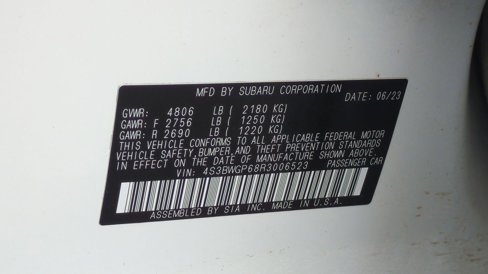 MFD BY SUBARU CORPORATION
DATE: 06/23
GVWR: 4806 LB ( 2180 KG)
GAWR: F 2756 LB ( 1250 KG)
GAWR: R 2690 LB ( 1220 KG)
THIS VEHICLE CONFORMS TO ALL APPLICABLE FEDERAL MOTOR
VEHICLE SAFETY, BUMPER, AND THEFT PREVENTION STANDARDS
IN EFFECT ON THE DATE OF MANUFACTURE SHOWN ABOVE.
VIN: 4S3BWGP68R3006523 PASSENGER CAR
ASSEMBLED BY SIA INC. MADE IN U.S.A.